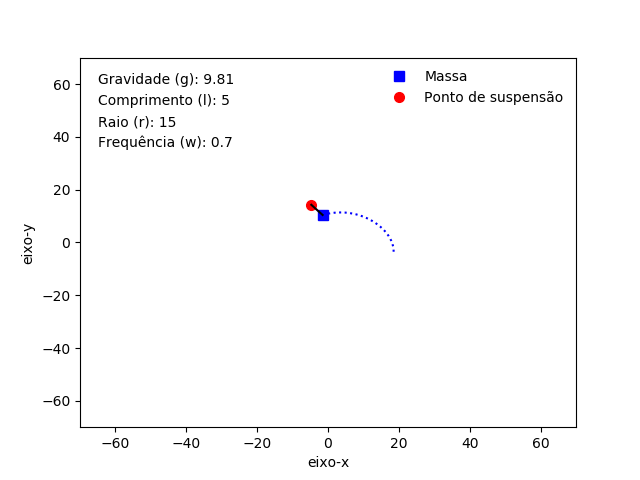 Gravidade (g): 9.81
Comprimento (l): 5
Raio (r): 15
Frequência (w): 0.7
Massa
Ponto de suspensão
60
40
20
0
−20
−40
−60
eixo-y
−60
−40
−20
0
20
40
60
eixo-x